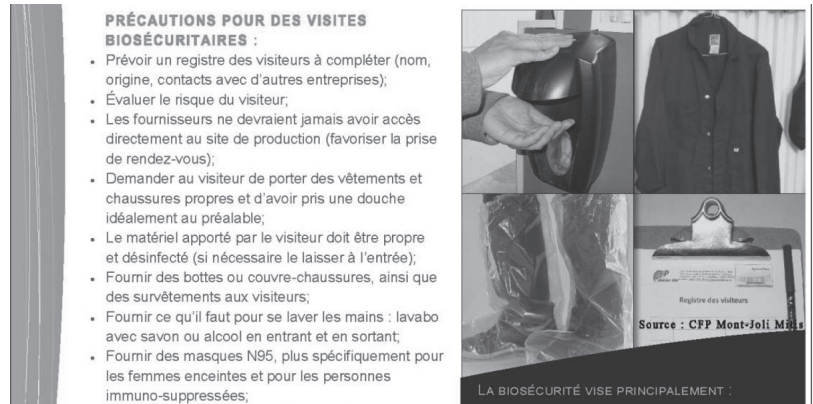 PRÉCAUTIONS POUR DES VISITES
BIOSÉCURITAIRES :
• Prévoir un registre des visiteurs à compléter (nom,
origine, contacts avec d'autres entreprises);
• Évaluer le risque du visiteur;
• Les fournisseurs ne devraient jamais avoir accès
directement au site de production (favoriser la prise
de rendez-vous);
• Demander au visiteur de porter des vêtements et
chaussures propres et d'avoir pris une douche
idéalement au préalable;
• Le matériel apporté par le visiteur doit être propre
et désinfecté (si nécessaire le laisser à l'entrée);
• Fournir des bottes ou couvre-chaussures, ainsi que
des survêtements aux visiteurs;
• Fournir ce qu'il faut pour se laver les mains : lavabo
avec savon ou alcool en entrant et en sortant;
• Fournir des masques N95, plus spécifiquement pour
les femmes enceintes et pour les personnes
immuno-suppressées;
Registre des visiteurs
Source : CFP Mont-Joli Mitis
LA BIOSÉCURITÉ VISE PRINCIPALEMENT :